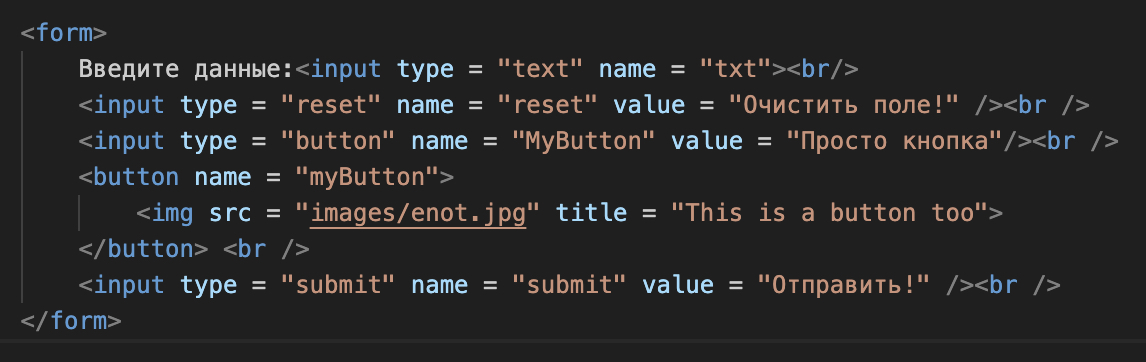 <form>
Введите данные:<input type = "text" name = "txt"><br/>
<input type = "reset" name = "reset" value = "Очистить поле!" /><br />
<input type = "button" name = "MyButton" value = "Просто кнопка"/><br />
<button name = "myButton">
<img src = "images/enot.jpg" title = "This is a button too">
</button> <br />
<input type = "submit" name = "submit" value = "Отправить!" /><br />
</form>